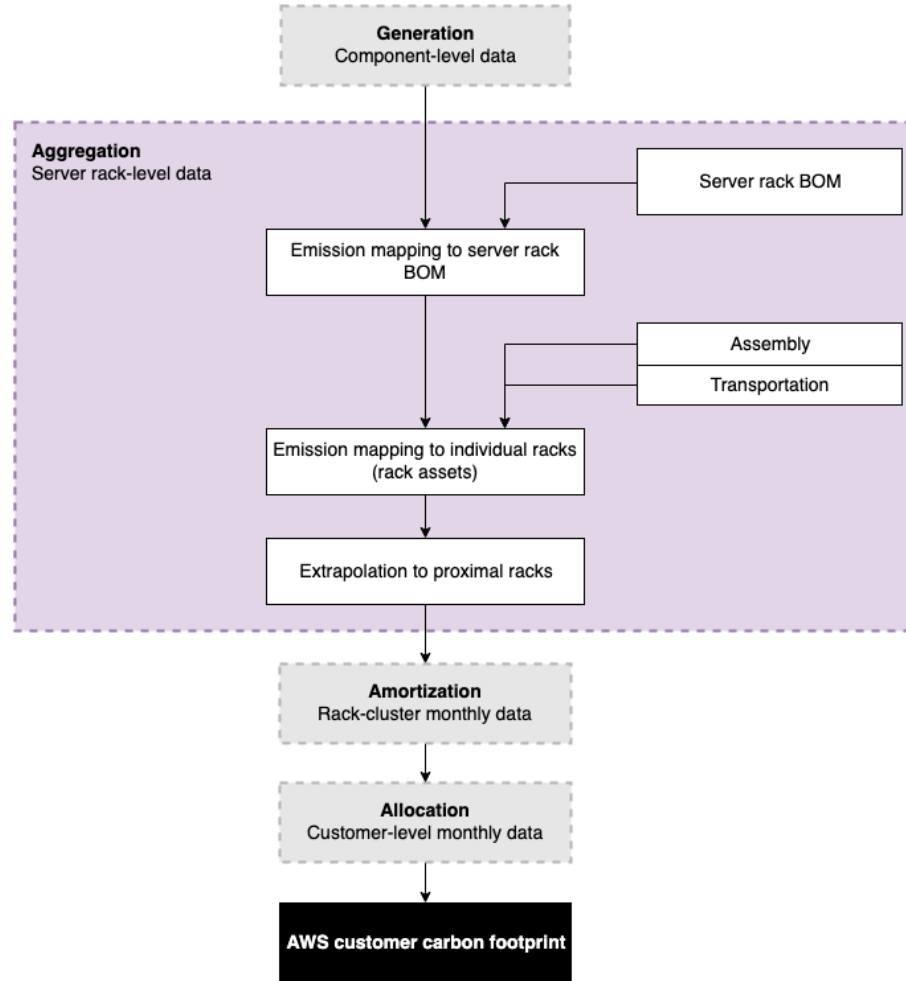 Generation
Component-level data
Aggregation
Server rack-level data
Server rack BOM
Emission mapping to server rack
BOM
Assembly
Transportation
Emission mapping to individual racks
(rack assets)
Extrapolation to proximal racks
Amortization
Rack-cluster monthly data
Allocation
Customer-level monthly data
AWS customer carbon footprint